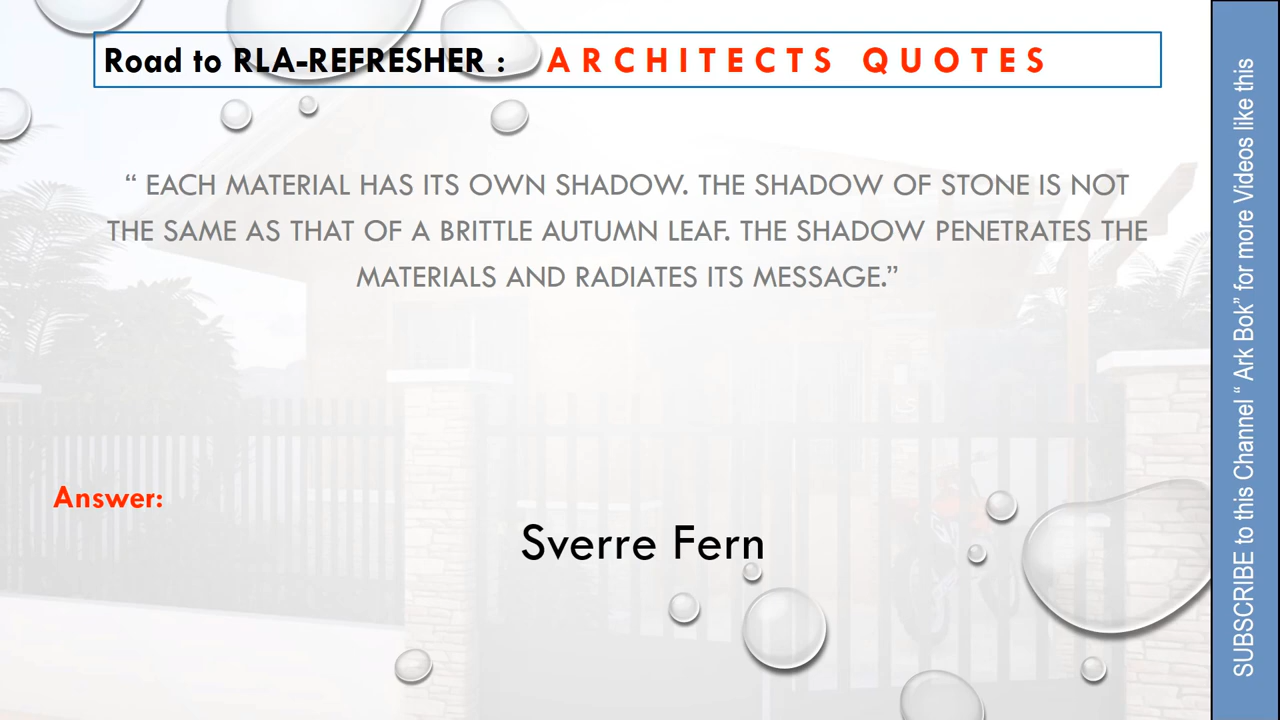 Road to RLA-REFRESHER : ARCHITECTS QUOTES
“ EACH MATERIAL HAS ITS OWN SHADOW. THE SHADOW OF STONE IS NOT
THE SAME AS THAT OF A BRITTLE AUTUMN LEAF. THE SHADOW PENETRATES THE
MATERIALS AND RADIATES ITS MESSAGE.”
Answer:
Sverre Fern
SUBSCRIBE to this Channel “ Ark Bok” for more Videos like this